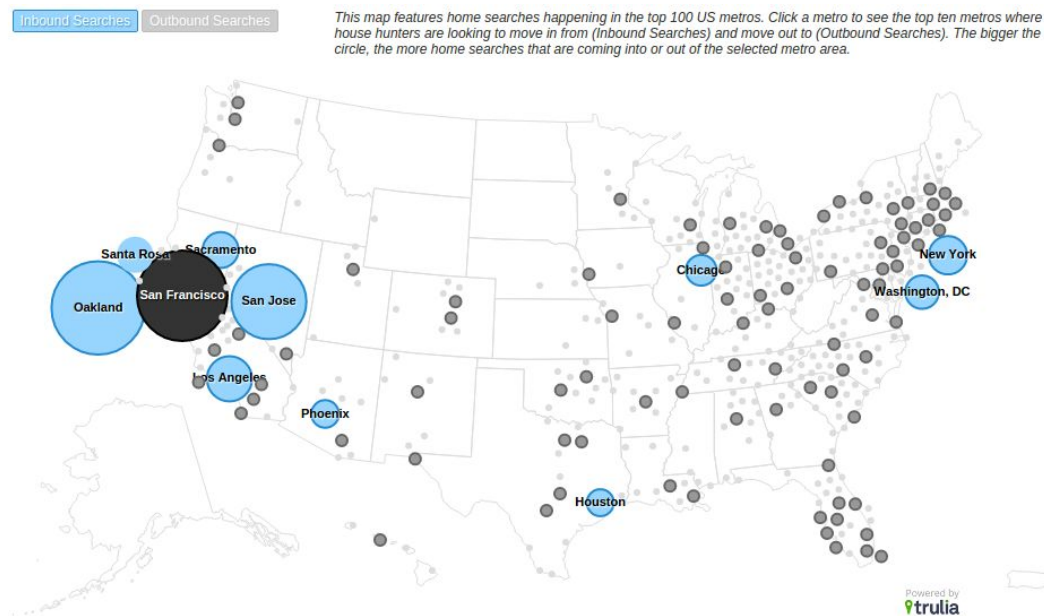 Inbound Searches
Outbound Searches
This map features home searches happening in the top 100 US metros. Click a metro to see the top ten metros where
house hunters are looking to move in from (Inbound Searches) and move out to (Outbound Searches). The bigger the
circle, the more home searches that are coming into or out of the selected metro area.
Santa Rosa
Sacramento
Oakland
San Francisco
San Jose
Los Angeles
Phoenix
Houston
Chicago
New York
Washington, DC
Powered by
trulia